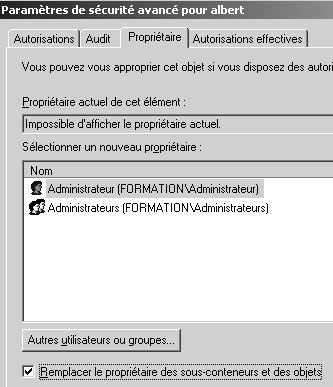 Paramètres de sécurité avancé pour albert
Autorisations Audit Propriétaire Autorisations effectives
Vous pouvez vous approprier cet objet si vous disposez des autori
Propriétaire actuel de cet élément :
Impossible d'afficher le propriétaire actuel.
Sélectionner un nouveau propriétaire :
Nom
Administrateur (FORMATION\Administrateur)
Administrateurs (FORMATION\Administrateurs)
Autres utilisateurs ou groupes...
Remplacer le propriétaire des sous-conteneurs et des objets